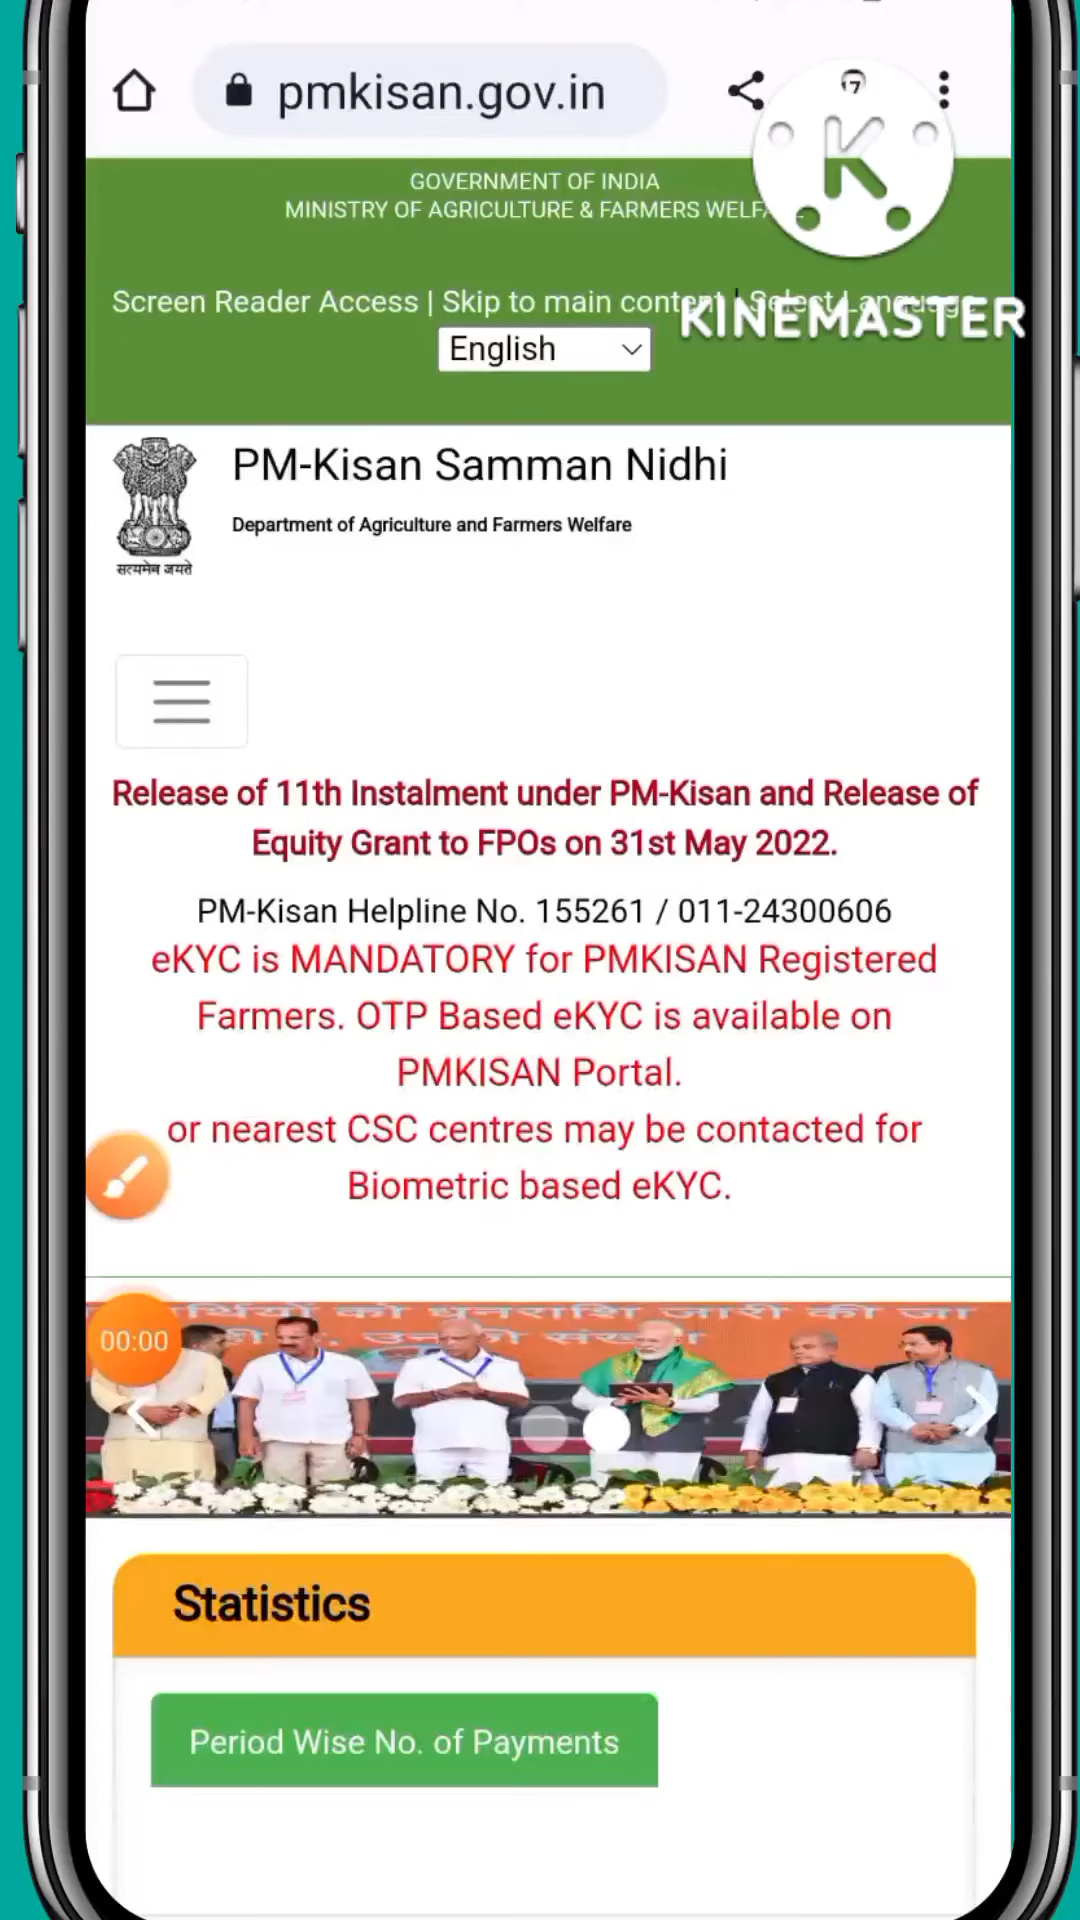 pmkisan.gov.in
17
GOVERNMENT OF INDIA
MINISTRY OF AGRICULTURE & FARMERS
K
Screen Reader Access | Skip to main content | Select Language
KINEMASTER
English
PM-Kisan Samman Nidhi
Department of Agriculture and Farmers Welfare
सत्यमेव जयते
Release of 11th Instalment under PM-Kisan and Release of
Equity Grant to FPOs on 31st May 2022.
PM-Kisan Helpline No. 155261 / 011-24300606
eKYC is MANDATORY for PMKISAN Registered
Farmers. OTP Based eKYC is available on
PMKISAN Portal.
or nearest CSC centres may be contacted for
Biometric based eKYC.
को धनराशि जारी की जा
00:00
Statistics
Period Wise No. of Payments